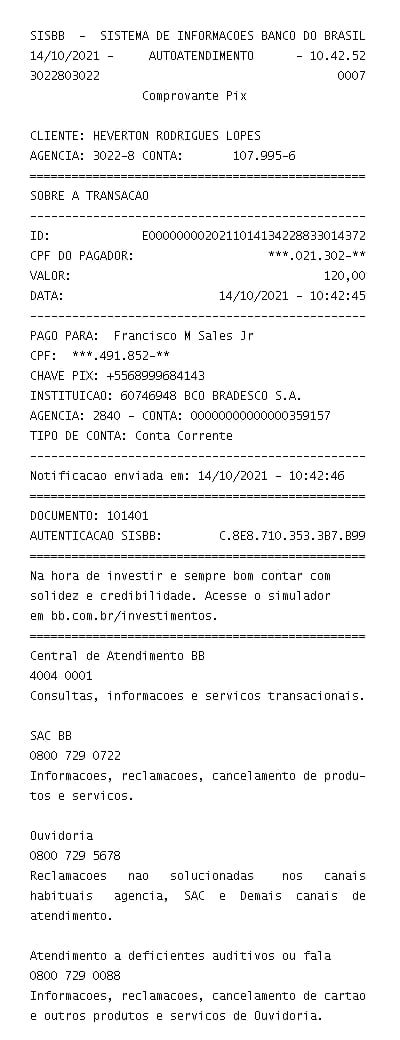 SISBB - SISTEMA DE INFORMACOES BANCO DO BRASIL
14/10/2021 - AUTOATENDIMENTO - 10.42.52
3022803022 0007
Comprovante Pix
CLIENTE: HEVERTON RODRIGUES LOPES
AGENCIA: 3022-8 CONTA: 107.995-6
================================================
SOBRE A TRANSACAO
------------------------------------------------
ID: E0000000020211014134228833014372
CPF DO PAGADOR: ***.021.302-**
VALOR: 120,00
DATA: 14/10/2021 - 10:42:45
------------------------------------------------
PAGO PARA: Francisco M Sales Jr
CPF: ***.491.852-**
CHAVE PIX: +5568999684143
INSTITUICAO: 60746948 BCO BRADESCO S.A.
AGENCIA: 2840 - CONTA: 00000000000000359157
TIPO DE CONTA: Conta Corrente
------------------------------------------------
Notificacao enviada em: 14/10/2021 - 10:42:46
================================================
DOCUMENTO: 101401
AUTENTICACAO SISBB: C.8E8.710.353.3B7.B99
================================================
Na hora de investir e sempre bom contar com
solidez e credibilidade. Acesse o simulador
em bb.com.br/investimentos.
================================================
Central de Atendimento BB
4004 0001
Consultas, informacoes e servicos transacionais.
SAC BB
0800 729 0722
Informacoes, reclamacoes, cancelamento de produ-
tos e servicos.
Ouvidoria
0800 729 5678
Reclamacoes nao solucionadas nos canais
habituais agencia, SAC e Demais canais de
atendimento.
Atendimento a deficientes auditivos ou fala
0800 729 0088
Informacoes, reclamacoes, cancelamento de cartao
e outros produtos e servicos de Ouvidoria.